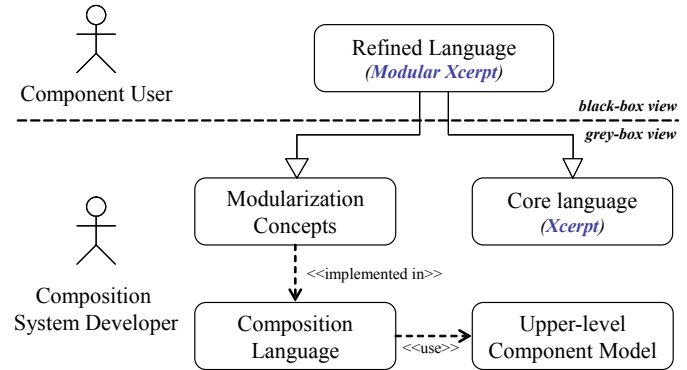 Refined Language
(Modular Xcerpt)
Component User
black-box view
grey-box view
Modularization
Concepts
Core language
(Xcerpt)
<<implemented in>>
Composition
System Developer
Composition
Language
<<use>>
Upper-level
Component Model